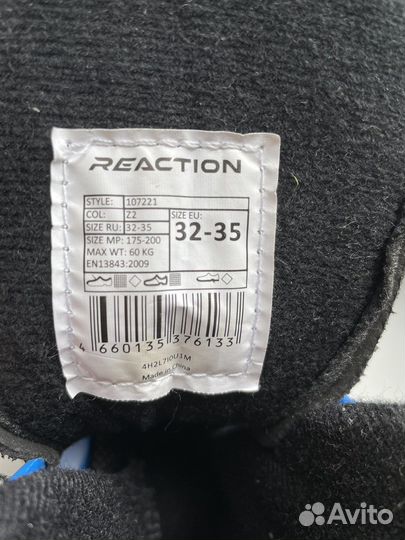 REACTION
STYLE: 107221
COL: Z2
SIZE RU: 32-35
SIZE MP: 175-200
MAX WT: 60 KG
EN13843:2009
SIZE EU:
32-35
4 660135 376133
4H2L7I0U1M
Made in China
Avito